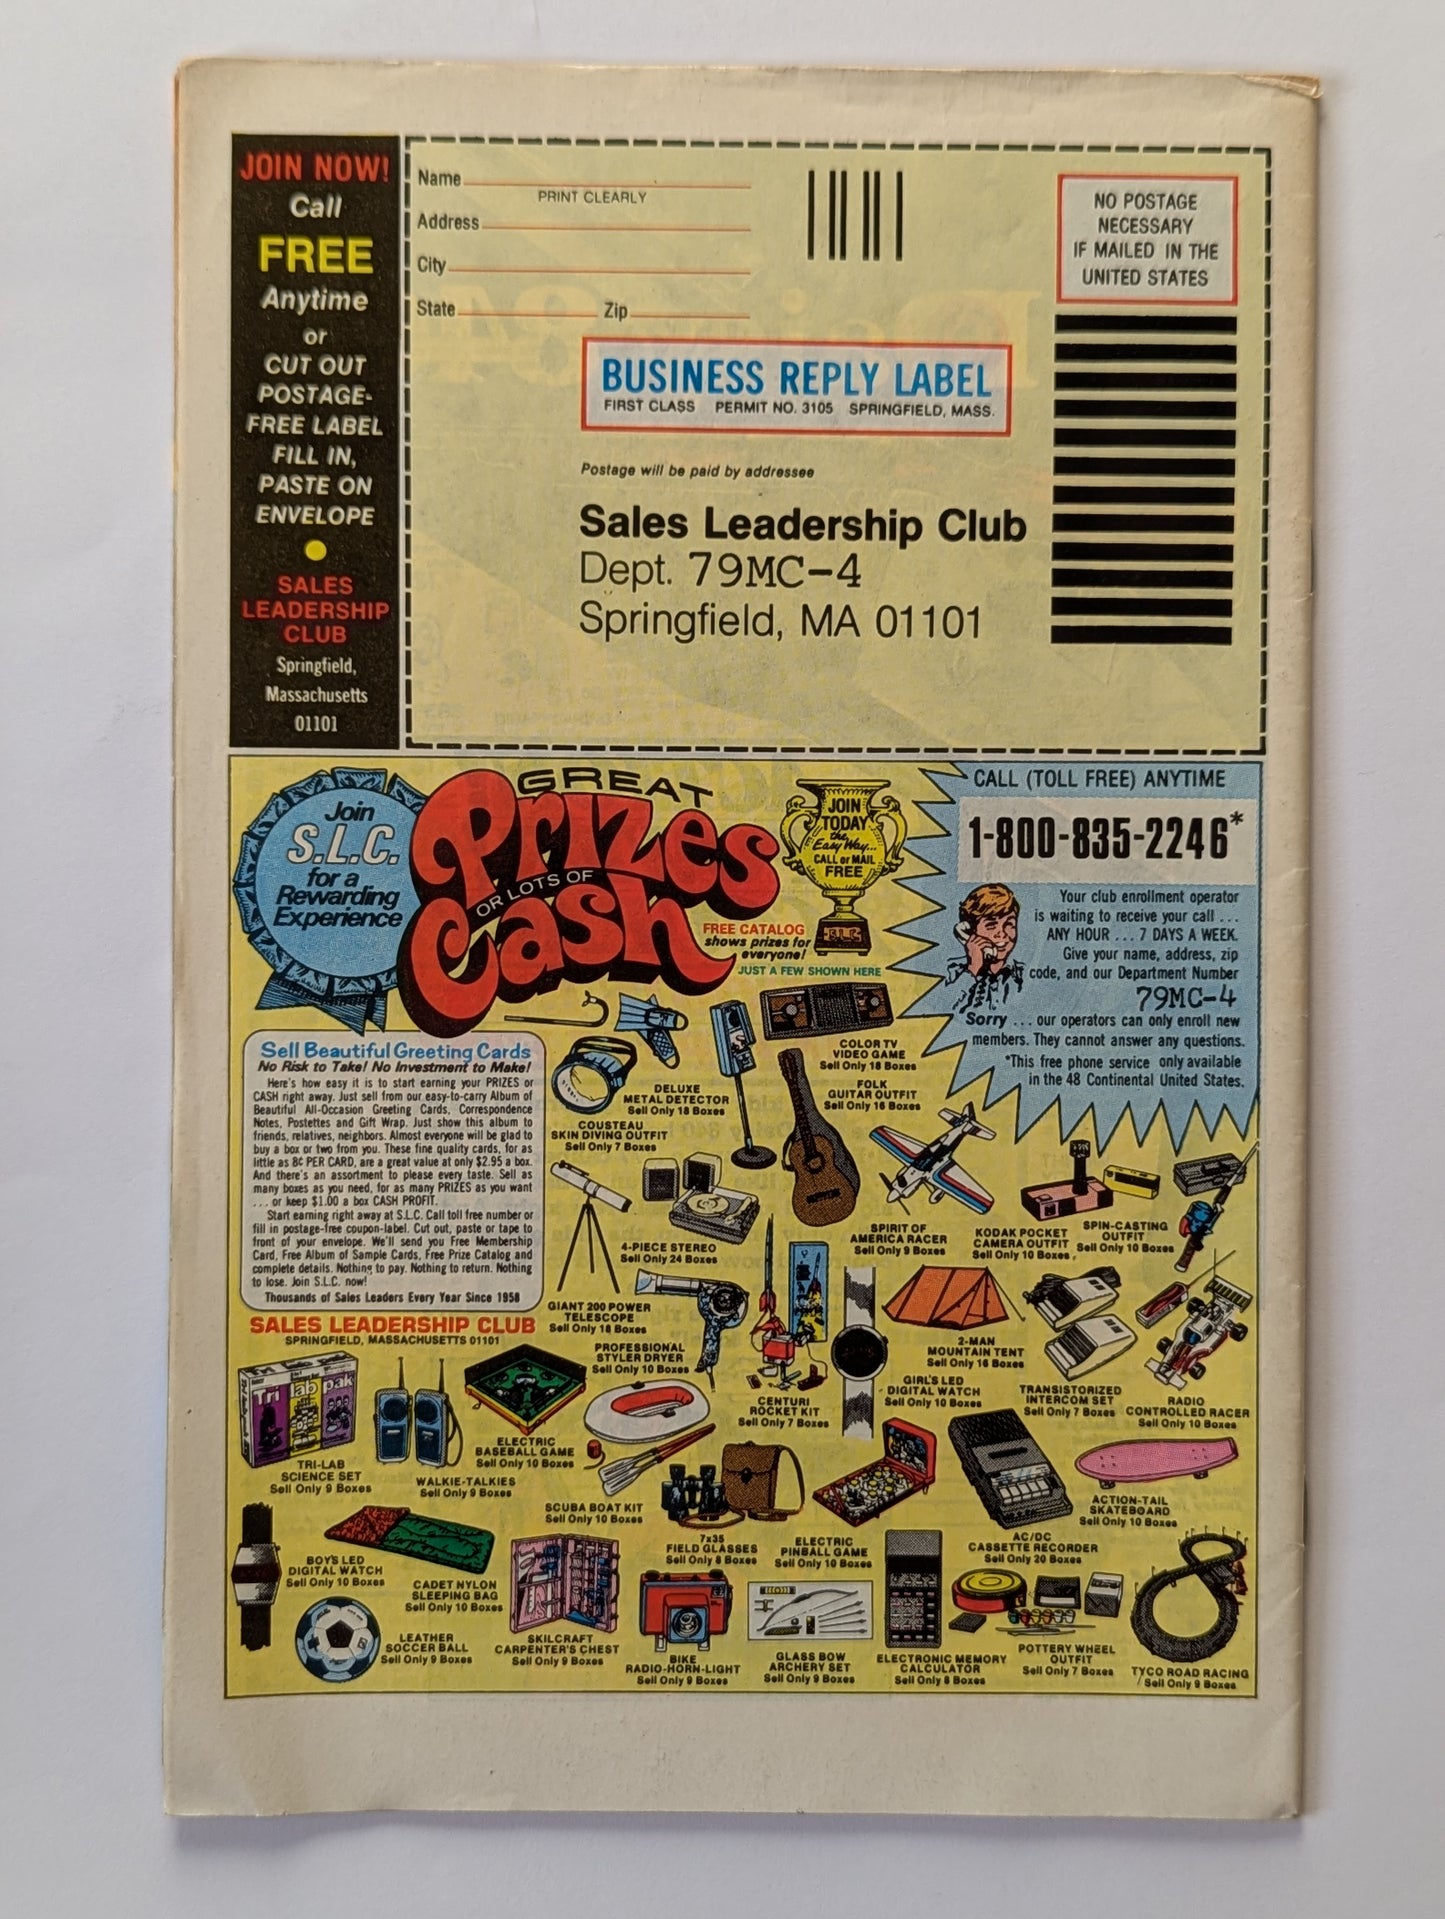 JOIN NOW!
Call
FREE
Anytime
or
CUT OUT
POSTAGE-
FREE LABEL
FILL IN,
PASTE ON
ENVELOPE
SALES
LEADERSHIP
CLUB
Springfield,
Massachusetts
01101
Name
PRINT CLEARLY
Address
City
State Zip
NO POSTAGE
NECESSARY
IF MAILED IN THE
UNITED STATES
BUSINESS REPLY LABEL
FIRST CLASS PERMIT NO. 3105 SPRINGFIELD, MASS.
Postage will be paid by addressee
Sales Leadership Club
Dept. 79MC-4
Springfield, MA 01101
Join
S.L.C.
for a
Rewarding
Experience
GREAT
Prizes
OR LOTS OF
Cash
JOIN
TODAY
the
Easy Way...
CALL or MAIL
FREE
S.L.C.
FREE CATALOG
shows prizes for
everyone!
JUST A FEW SHOWN HERE
CALL (TOLL FREE) ANYTIME
1-800-835-2246*
Your club enrollment operator
is waiting to receive your call ...
ANY HOUR ... 7 DAYS A WEEK.
Give your name, address, zip
code, and our Department Number
79MC-4
Sorry ... our operators can only enroll new
members. They cannot answer any questions.
*This free phone service only available
in the 48 Continental United States.
Sell Beautiful Greeting Cards
No Risk to Take! No Investment to Make!
Here's how easy it is to start earning your PRIZES or
CASH right away. Just sell from our easy-to-carry Album of
Beautiful All-Occasion Greeting Cards, Correspondence
Notes, Postettes and Gift Wrap. Just show this album to
friends, relatives, neighbors. Almost everyone will be glad to
buy a box or two from you. These fine quality cards, for as
little as 8¢ PER CARD, are a great value at only $2.95 a box.
And there's an assortment to please every taste. Sell as
many boxes as you need, for as many PRIZES as you want
... or keep $1.00 a box CASH PROFIT.
Start earning right away at S.L.C. Call toll free number or
fill in postage-free coupon-label. Cut out, paste or tape to
front of your envelope. We'll send you Free Membership
Card, Free Album of Sample Cards, Free Prize Catalog and
complete details. Nothing to pay. Nothing to return. Nothing
to lose. Join S.L.C. now!
Thousands of Sales Leaders Every Year Since 1958
SALES LEADERSHIP CLUB
SPRINGFIELD, MASSACHUSETTS 01101
COLOR TV
VIDEO GAME
Sell Only 18 Boxes
DELUXE
METAL DETECTOR
Sell Only 18 Boxes
FOLK
GUITAR OUTFIT
Sell Only 16 Boxes
COUSTEAU
SKIN DIVING OUTFIT
Sell Only 7 Boxes
4-PIECE STEREO
Sell Only 24 Boxes
SPIRIT OF
AMERICA RACER
Sell Only 9 Boxes
KODAK POCKET
CAMERA OUTFIT
Sell Only 10 Boxes
SPIN-CASTING
OUTFIT
Sell Only 10 Boxes
GIANT 200 POWER
TELESCOPE
Sell Only 18 Boxes
PROFESSIONAL
STYLER DRYER
Sell Only 10 Boxes
CENTURI
ROCKET KIT
Sell Only 7 Boxes
2-MAN
MOUNTAIN TENT
Sell Only 16 Boxes
GIRL'S LED
DIGITAL WATCH
Sell Only 10 Boxes
TRANSISTORIZED
INTERCOM SET
Sell Only 7 Boxes
RADIO
CONTROLLED RACER
Sell Only 10 Boxes
Tri lab pak
TRI-LAB
SCIENCE SET
Sell Only 9 Boxes
WALKIE-TALKIES
Sell Only 9 Boxes
ELECTRIC
BASEBALL GAME
Sell Only 10 Boxes
SCUBA BOAT KIT
Sell Only 10 Boxes
7x35
FIELD GLASSES
Sell Only 8 Boxes
ELECTRIC
PINBALL GAME
Sell Only 10 Boxes
AC/DC
CASSETTE RECORDER
Sell Only 20 Boxes
ACTION-TAIL
SKATEBOARD
Sell Only 10 Boxes
BOY'S LED
DIGITAL WATCH
Sell Only 10 Boxes
CADET NYLON
SLEEPING BAG
Sell Only 10 Boxes
LEATHER
SOCCER BALL
Sell Only 9 Boxes
SKILCRAFT
CARPENTER'S CHEST
Sell Only 9 Boxes
BIKE
RADIO-HORN-LIGHT
Sell Only 9 Boxes
GLASS BOW
ARCHERY SET
Sell Only 9 Boxes
ELECTRONIC MEMORY
CALCULATOR
Sell Only 8 Boxes
POTTERY WHEEL
OUTFIT
Sell Only 7 Boxes
TYCO ROAD RACING
Sell Only 9 Boxes